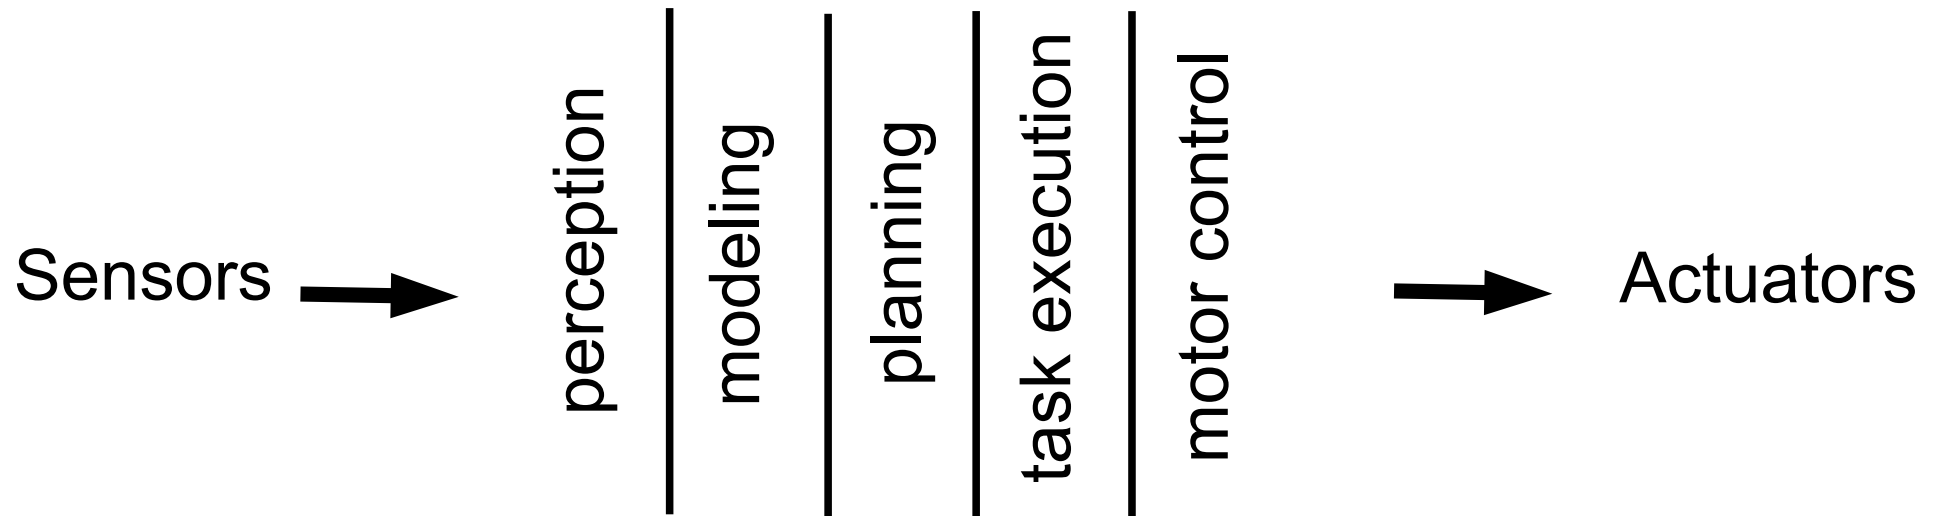 Sensors
perception
modeling
planning
task execution
motor control
Actuators